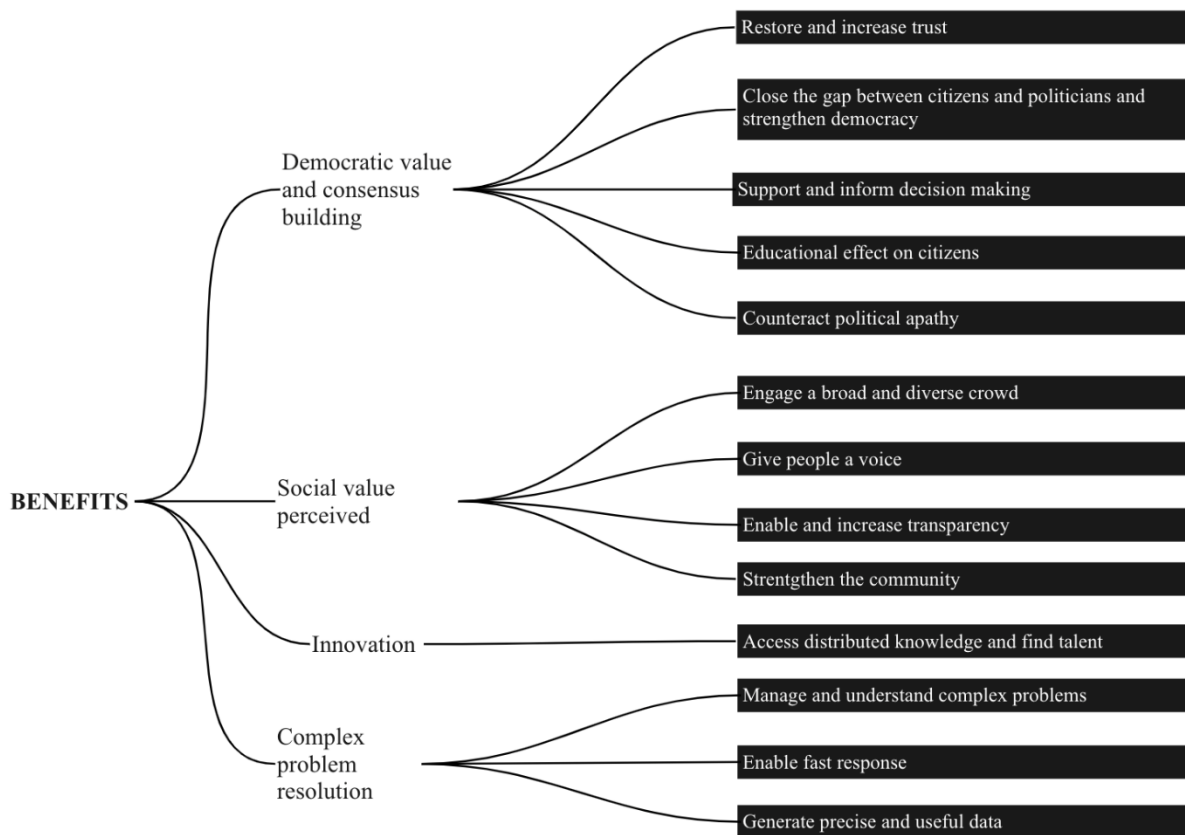 BENEFITS
Democratic value
and consensus
building
Restore and increase trust
Close the gap between citizens and politicians and
strengthen democracy
Support and inform decision making
Educational effect on citizens
Counteract political apathy
Social value
perceived
Engage a broad and diverse crowd
Give people a voice
Enable and increase transparency
Strentgthen the community
Innovation
Access distributed knowledge and find talent
Complex
problem
resolution
Manage and understand complex problems
Enable fast response
Generate precise and useful data